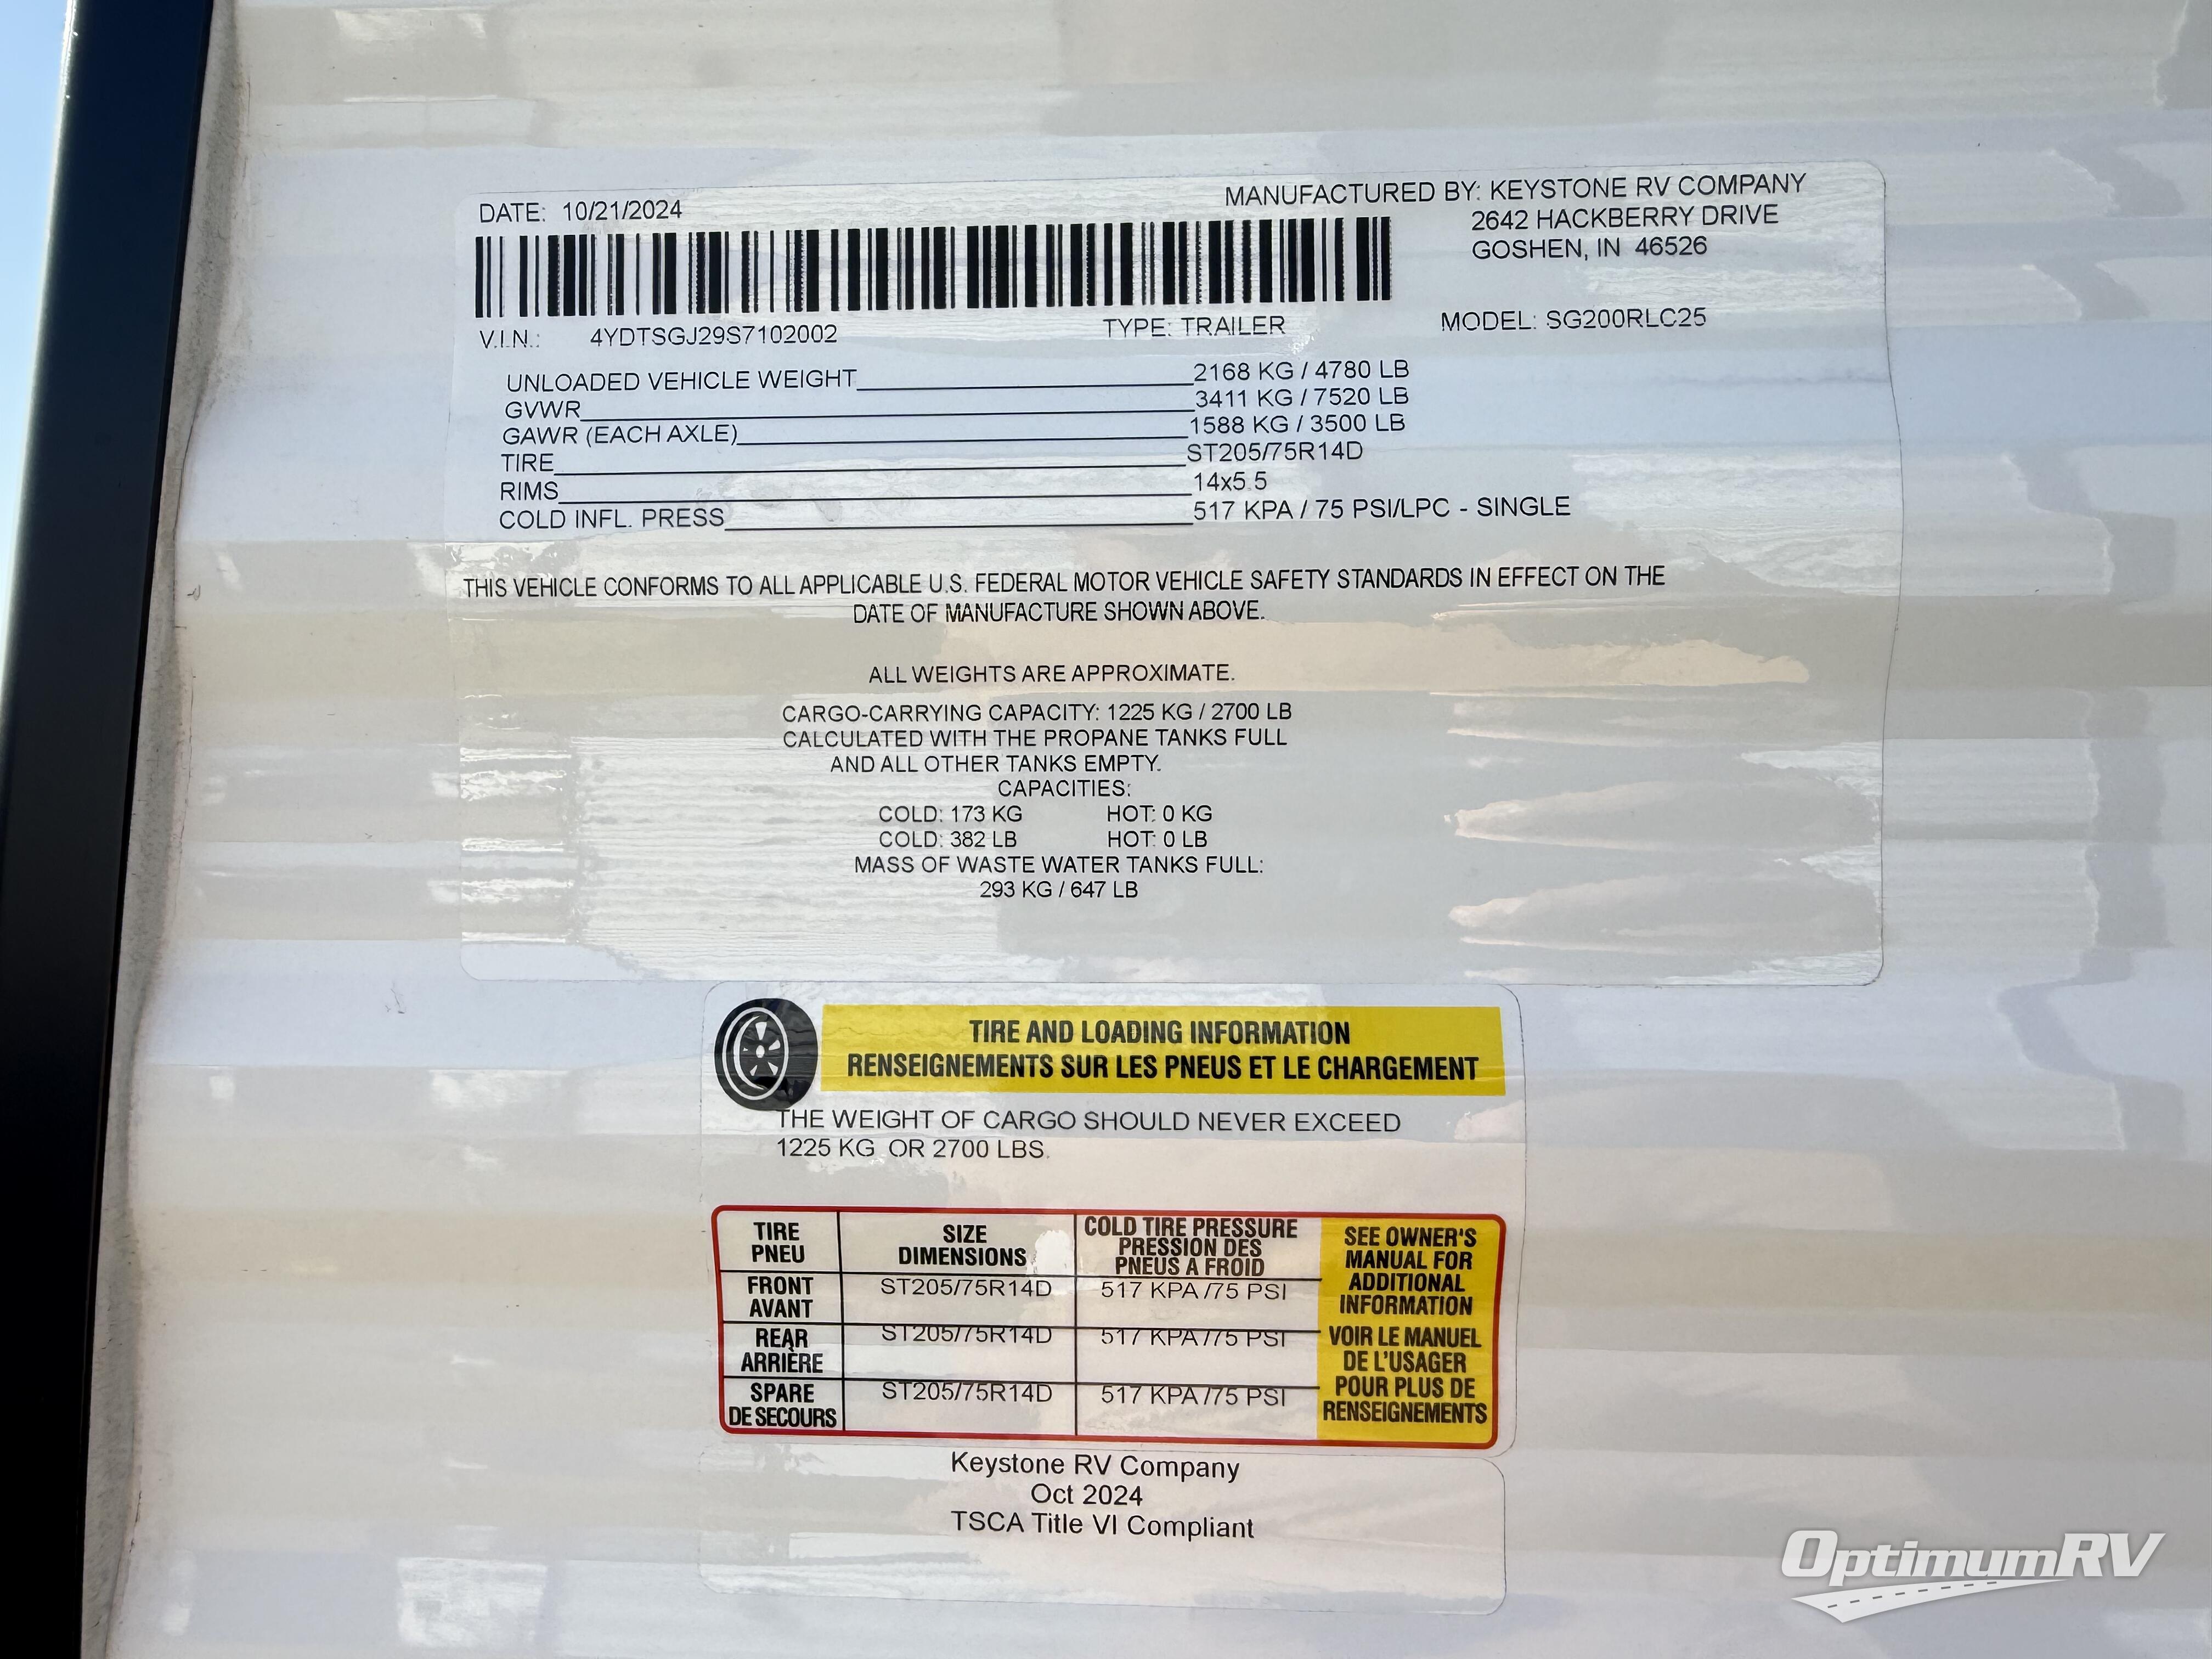 DATE: 10/21/2024
MANUFACTURED BY: KEYSTONE RV COMPANY
2642 HACKBERRY DRIVE
GOSHEN, IN 46526
V.I.N.: 4YDTSGJ29S7102002 TYPE: TRAILER MODEL: SG200RLC25
UNLOADED VEHICLE WEIGHT 2168 KG / 4780 LB
GVWR 3411 KG / 7520 LB
GAWR (EACH AXLE) 1588 KG / 3500 LB
TIRE ST205/75R14D
RIMS 14x5.5
COLD INFL. PRESS 517 KPA / 75 PSI/LPC - SINGLE
THIS VEHICLE CONFORMS TO ALL APPLICABLE U.S. FEDERAL MOTOR VEHICLE SAFETY STANDARDS IN EFFECT ON THE
DATE OF MANUFACTURE SHOWN ABOVE.
ALL WEIGHTS ARE APPROXIMATE.
CARGO-CARRYING CAPACITY: 1225 KG / 2700 LB
CALCULATED WITH THE PROPANE TANKS FULL
AND ALL OTHER TANKS EMPTY.
CAPACITIES:
COLD: 173 KG HOT: 0 KG
COLD: 382 LB HOT: 0 LB
MASS OF WASTE WATER TANKS FULL:
293 KG / 647 LB
TIRE AND LOADING INFORMATION
RENSEIGNEMENTS SUR LES PNEUS ET LE CHARGEMENT
THE WEIGHT OF CARGO SHOULD NEVER EXCEED
1225 KG OR 2700 LBS.
TIRE
PNEU
SIZE
DIMENSIONS
COLD TIRE PRESSURE
PRESSION DES
PNEUS A FROID
FRONT
AVANT
ST205/75R14D
517 KPA /75 PSI
REAR
ARRIÈRE
ST205/75R14D
517 KPA /75 PSI
SPARE
DE SECOURS
ST205/75R14D
517 KPA /75 PSI
SEE OWNER'S
MANUAL FOR
ADDITIONAL
INFORMATION
VOIR LE MANUEL
DE L'USAGER
POUR PLUS DE
RENSEIGNEMENTS
Keystone RV Company
Oct 2024
TSCA Title VI Compliant
OptimumRV